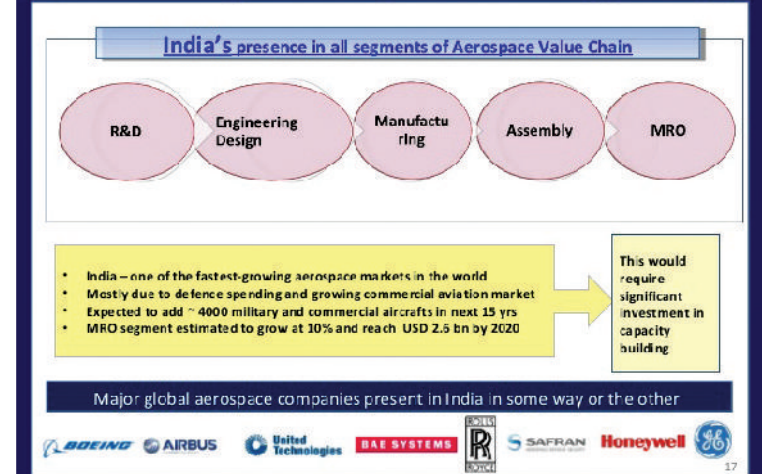 India's presence in all segments of Aerospace Value Chain
R&D
Engineering
Design
Manufactu
ring
Assembly
MRO
• India – one of the fastest-growing aerospace markets in the world
• Mostly due to defence spending and growing commercial aviation market
• Expected to add ~ 4000 military and commercial aircrafts in next 15 yrs
• MRO segment estimated to grow at 10% and reach USD 2.6 bn by 2020
This would
require
significant
investment in
capacity
building
Major global aerospace companies present in India in some way or the other
BOEING
AIRBUS
United
Technologies
BAE SYSTEMS
ROLLS
RR
ROYCE
SAFRAN
Honeywell
GE
17